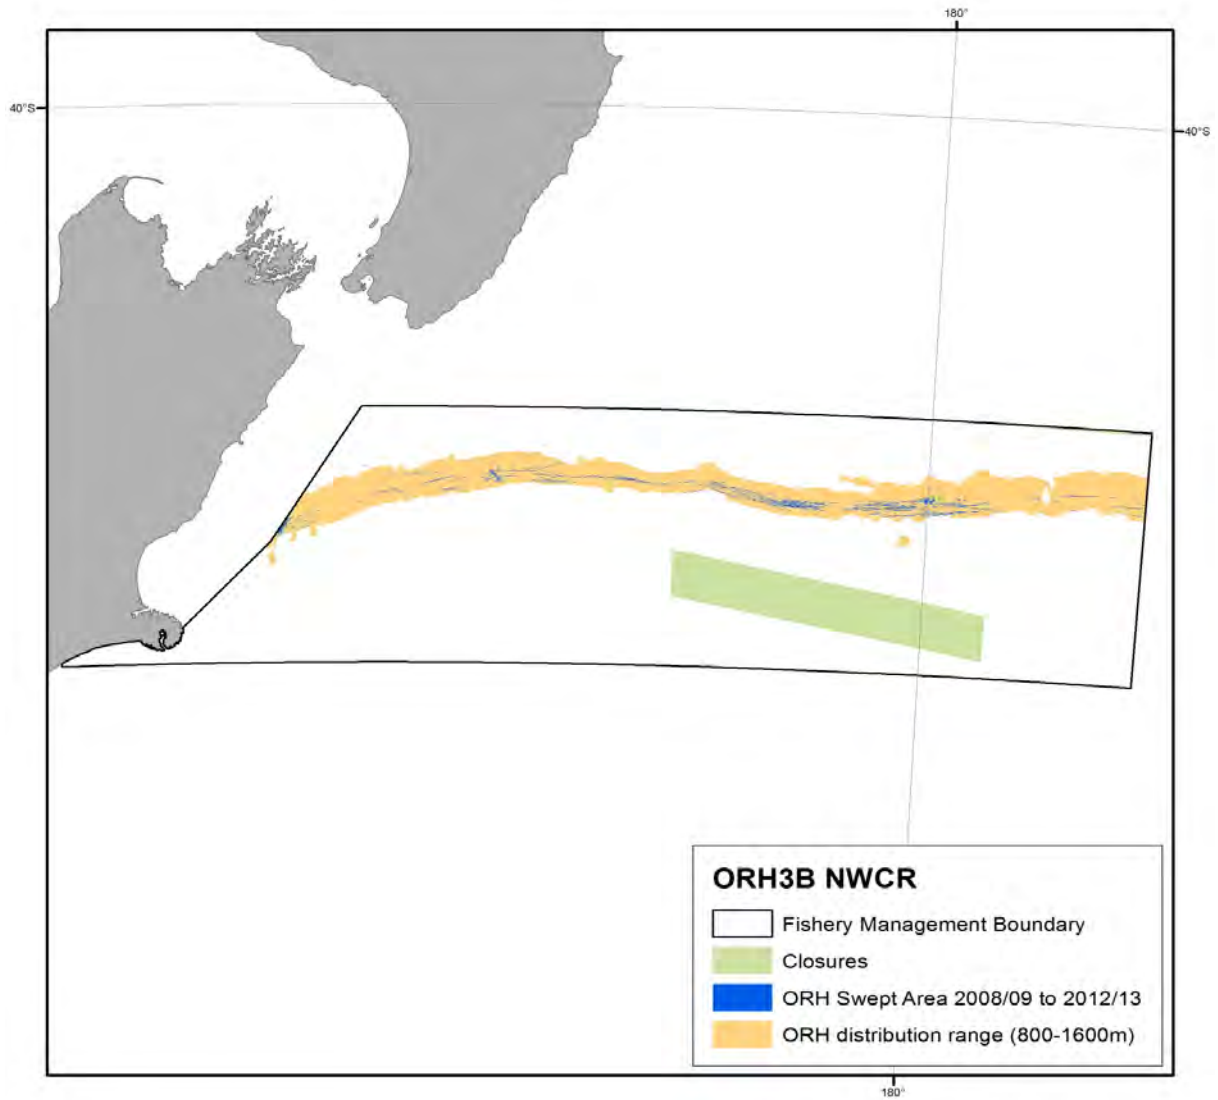 180°
40°S
40°S
ORH3B NWCR
Fishery Management Boundary
Closures
ORH Swept Area 2008/09 to 2012/13
ORH distribution range (800-1600m)
180°